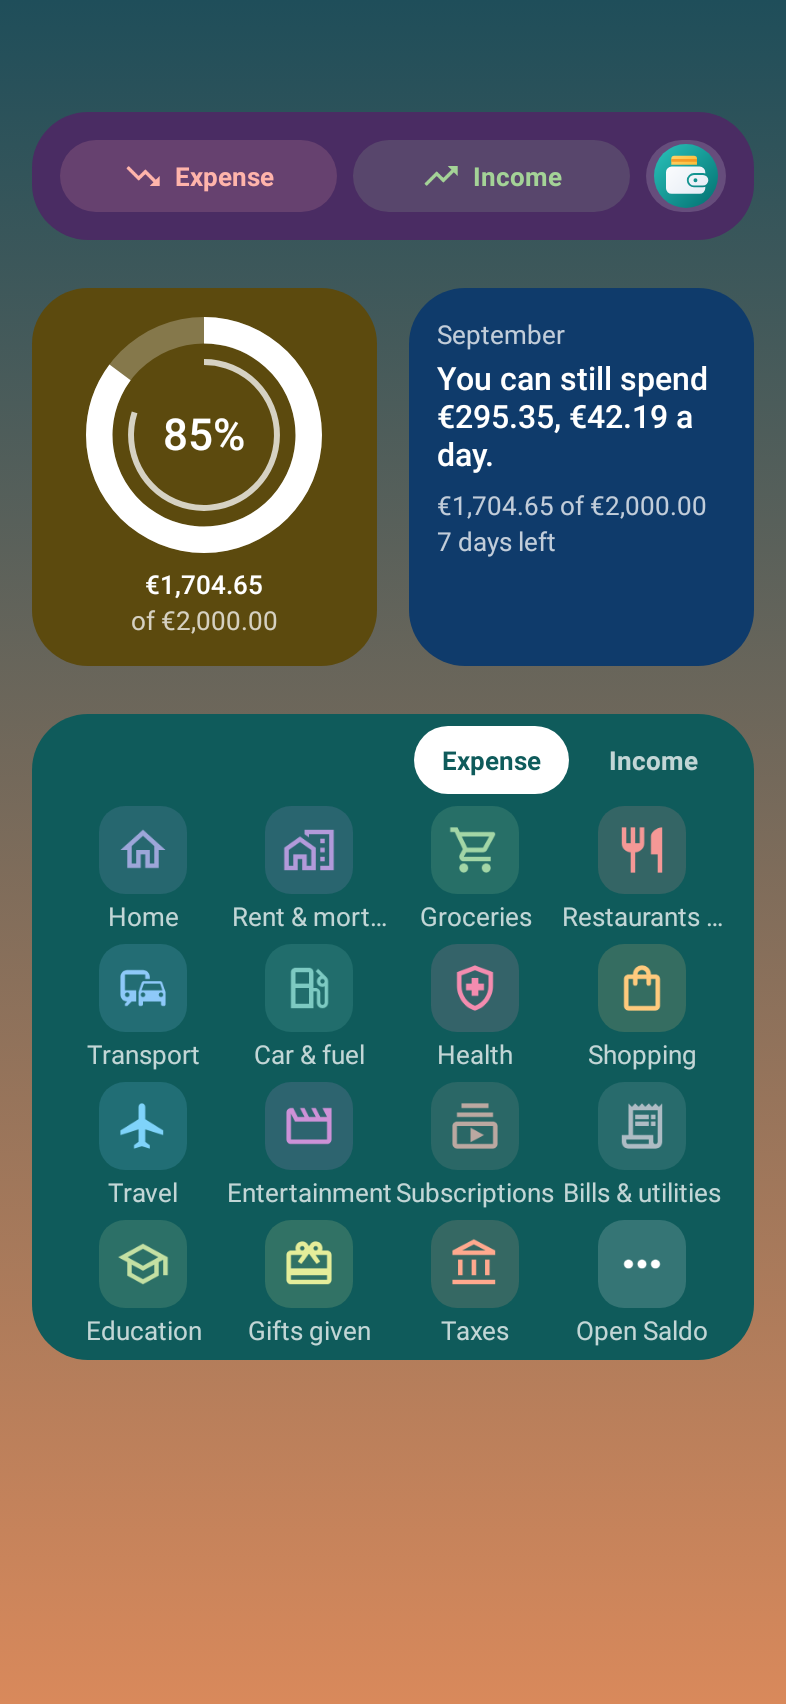 Expense
Income
85%
€1,704.65
of €2,000.00
September
You can still spend
€295.35, €42.19 a
day.
€1,704.65 of €2,000.00
7 days left
Expense
Income
Home
Rent & mort...
Groceries
Restaurants ...
Transport
Car & fuel
Health
Shopping
Travel
Entertainment
Subscriptions
Bills & utilities
Education
Gifts given
Taxes
Open Saldo